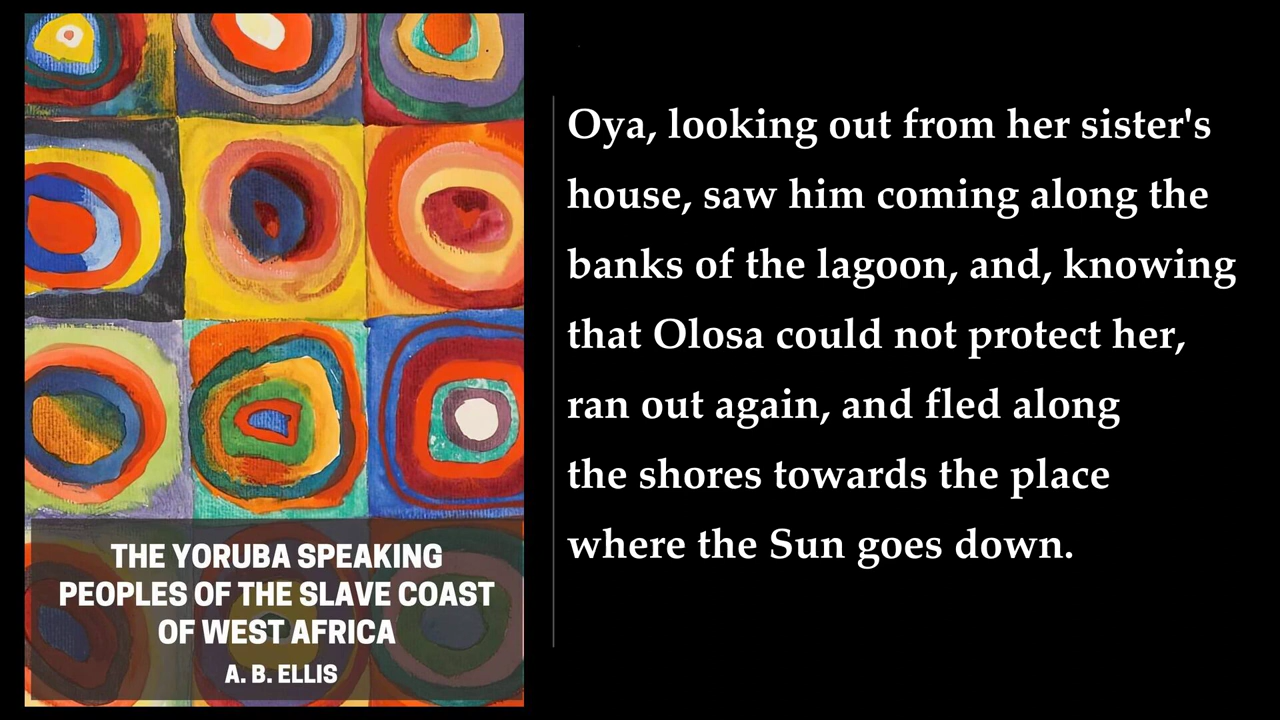 THE YORUBA SPEAKING
PEOPLES OF THE SLAVE COAST
OF WEST AFRICA
A. B. ELLIS
Oya, looking out from her sister's
house, saw him coming along the
banks of the lagoon, and, knowing
that Olosa could not protect her,
ran out again, and fled along
the shores towards the place
where the Sun goes down.